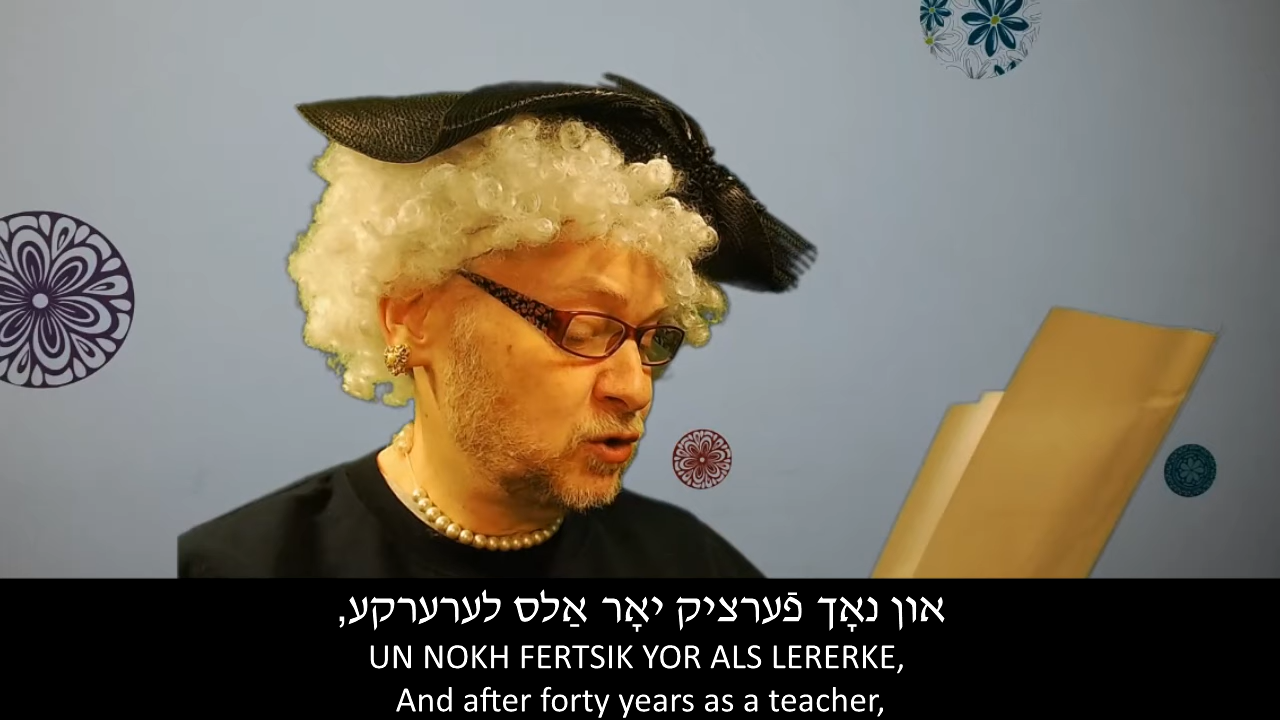 און נאָך פֿערציק יאָר אַלס לערערקע,
UN NOKH FERTSIK YOR ALS LERERKE,
And after forty years as a teacher,